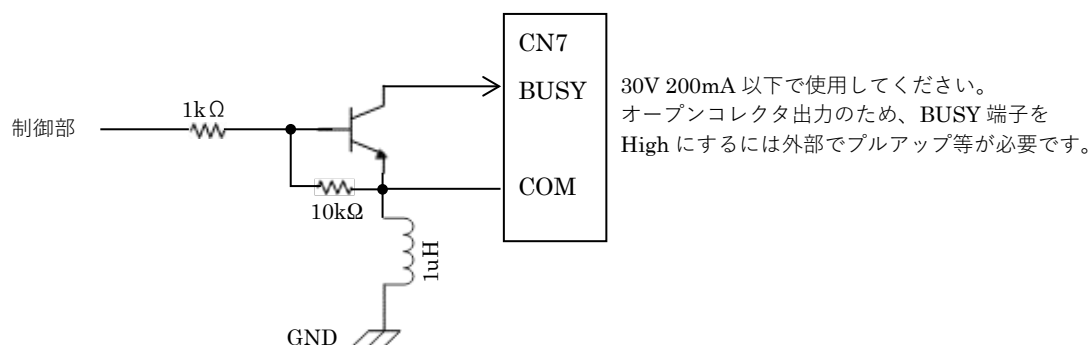 CN7
BUSY
30V 200mA 以下で使用してください。
オープンコレクタ出力のため、BUSY 端子を
High にするには外部でプルアップ等が必要です。
1kΩ
制御部
COM
10kΩ
1uH
GND